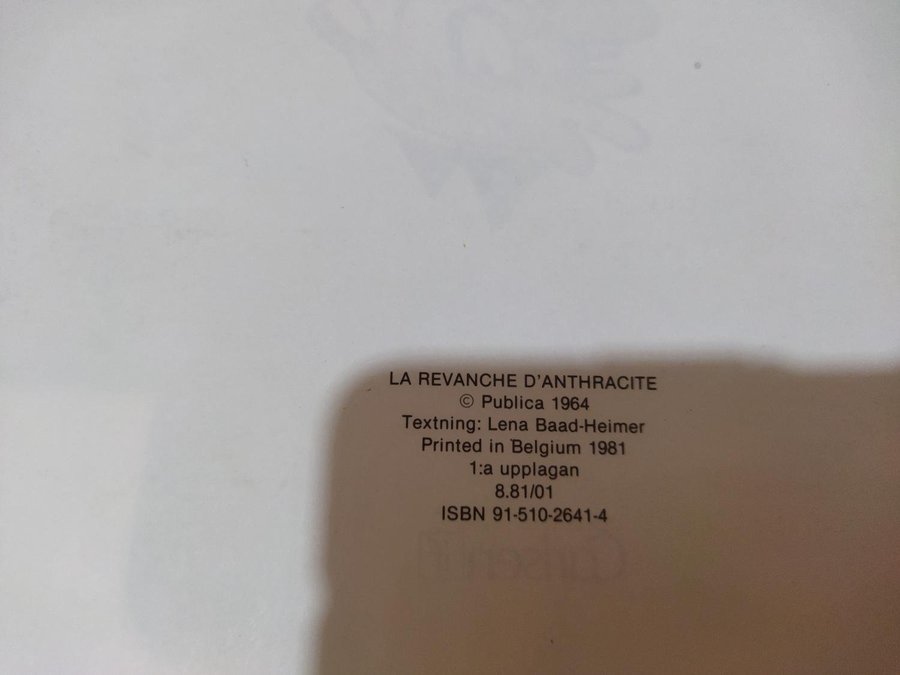 LA REVANCHE D'ANTHRACITE
© Publica 1964
Textning: Lena Baad-Heimer
Printed in Belgium 1981
1:a upplagan
8.81/01
ISBN 91-510-2641-4